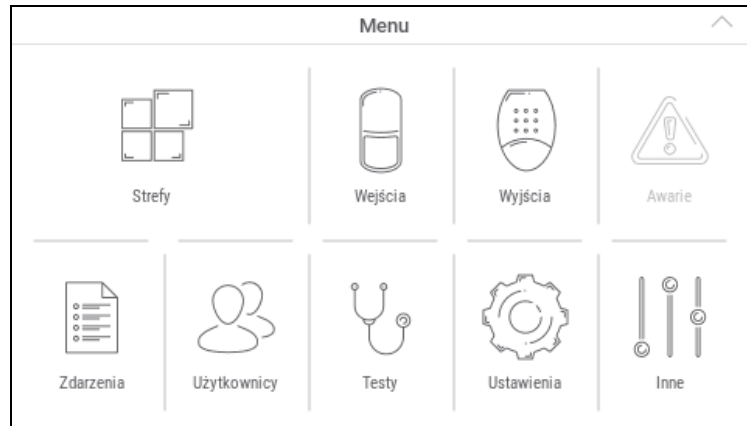 Menu
Strefy
Wejścia
Wyjścia
Awarie
Zdarzenia
Użytkownicy
Testy
Ustawienia
Inne